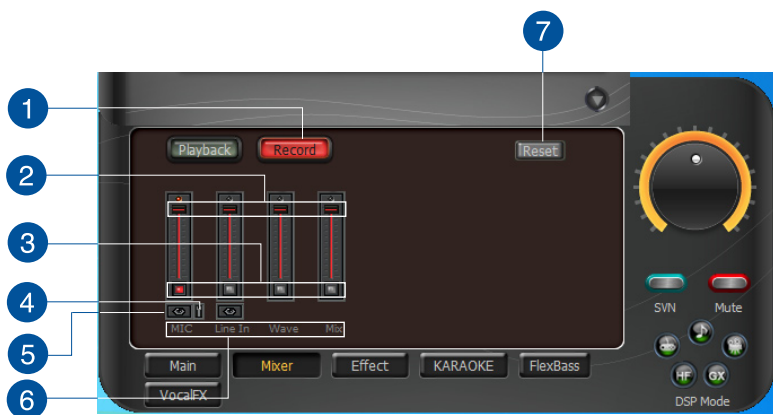 7
1
Playback Record Reset
2
3
4
5
MIC Line In Wave Mix
SVN Mute
6
Main Mixer Effect KARAOKE FlexBass
VocalFX
HF GX
DSP Mode